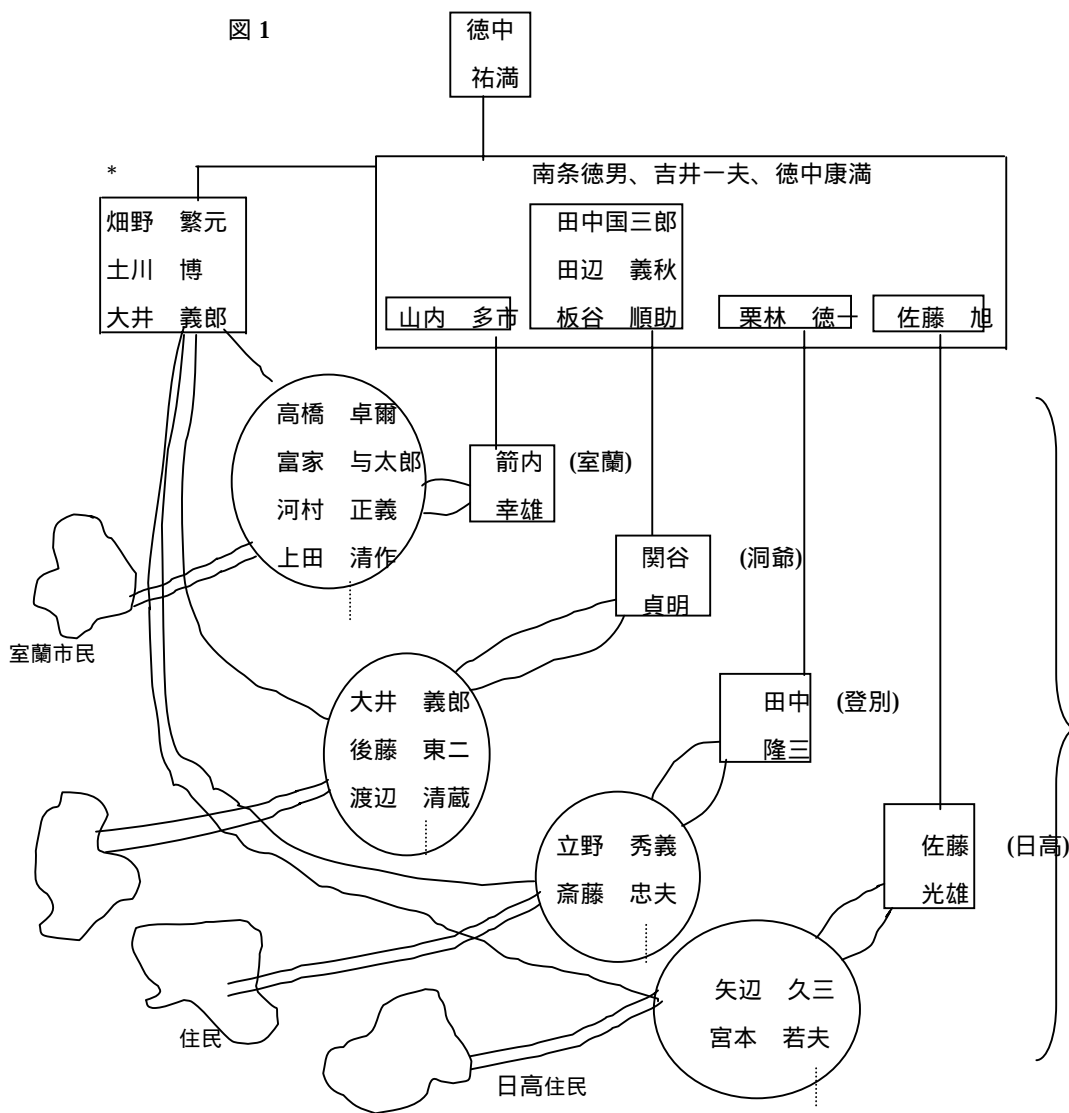 図 1
徳中
祐満
*
南条徳男、吉井一夫、徳中康満
畑野　繁元
土川　博
大井　義郎
田中国三郎
田辺　義秋
板谷　順助
山内　多市
栗林　徳一
佐藤　旭
高橋　卓爾
富家　与太郎
河村　正義
上田　清作
箭内
幸雄
(室蘭)
関谷
貞明
(洞爺)
室蘭市民
大井　義郎
後藤　東二
渡辺　清蔵
田中
隆三
(登別)
立野　秀義
斎藤　忠夫
佐藤
光雄
(日高)
矢辺　久三
宮本　若夫
住民
日高住民